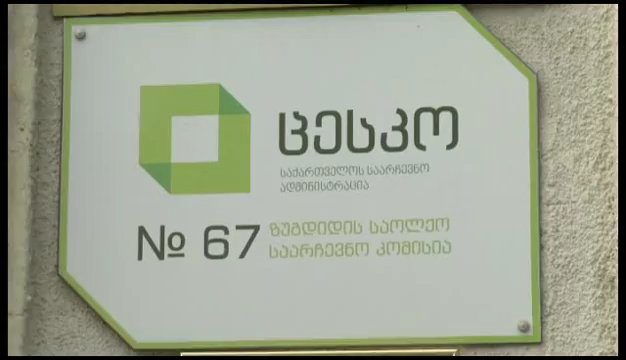 ცესკო
საქართველოს საარჩევნო
ადმინისტრაცია
№ 67 ზუგდიდის საოლქო
საარჩევნო კომისია